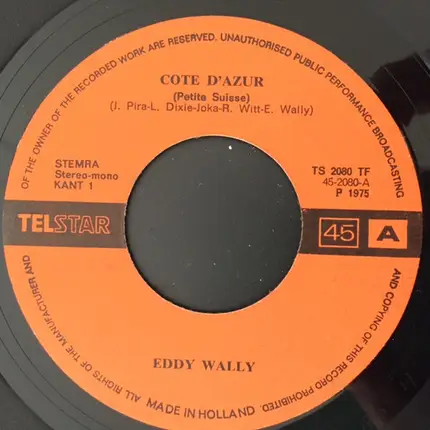 OF THE OWNER OF THE RECORDED WORK ARE RESERVED. UNAUTHORISED PUBLIC PERFORMANCE BROADCASTING
AND COPYING OF THIS RECORD PROHIBITED.
ALL RIGHTS OF THE MANUFACTURER AND
COTE D'AZUR
(Petite Suisse)
(J. Pira-L. Dixie-Joka-R. Witt-E. Wally)
STEMRA
Stereo-mono
KANT 1
TS 2080 TF
45-2080-A
P 1975
TELSTAR
45 A
EDDY WALLY
MADE IN HOLLAND